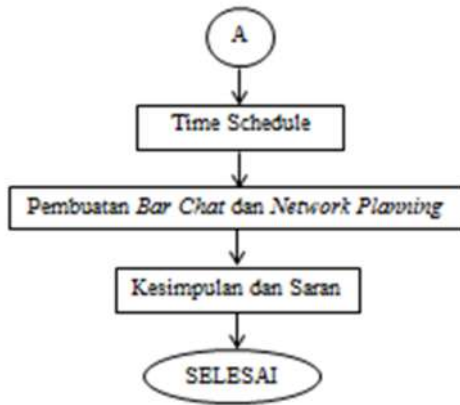 A
Time Schedule
Pembuatan Bar Chat dan Network Planning
Kesimpulan dan Saran
SELESAI